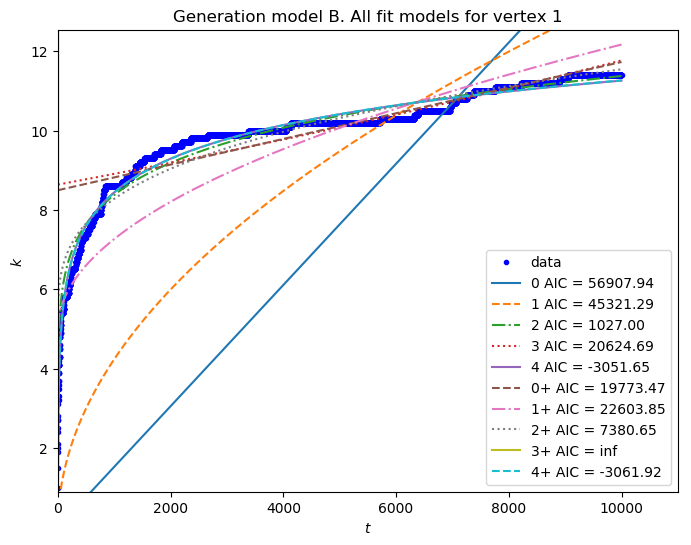 Generation model B. All fit models for vertex 1
k
12
10
8
6
4
2
data
0 AIC = 56907.94
1 AIC = 45321.29
2 AIC = 1027.00
3 AIC = 20624.69
4 AIC = -3051.65
0+ AIC = 19773.47
1+ AIC = 22603.85
2+ AIC = 7380.65
3+ AIC = inf
4+ AIC = -3061.92
0 2000 4000 6000 8000 10000
t